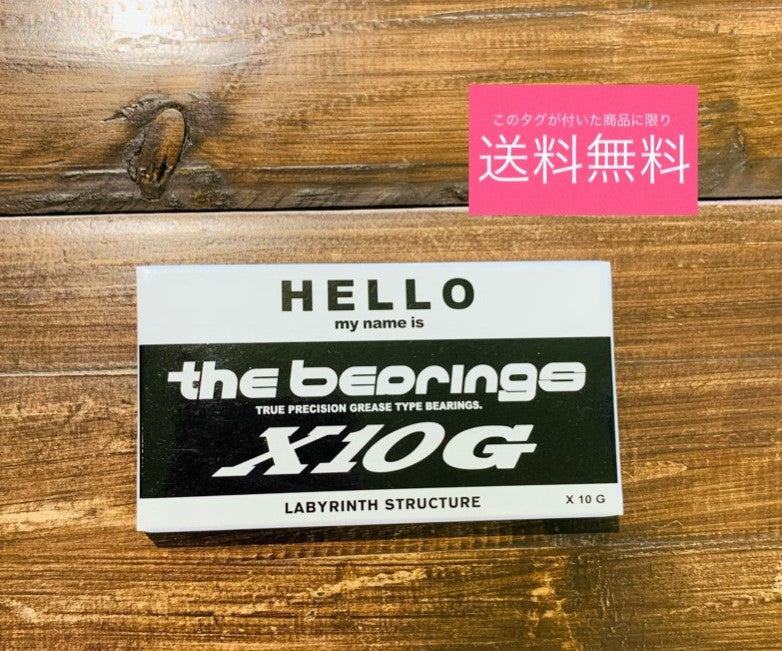 このタグが付いた商品に限り
送料無料
HELLO
my name is
the bearings
TRUE PRECISION GREASE TYPE BEARINGS.
X10G
LABYRINTH STRUCTURE
X 10 G